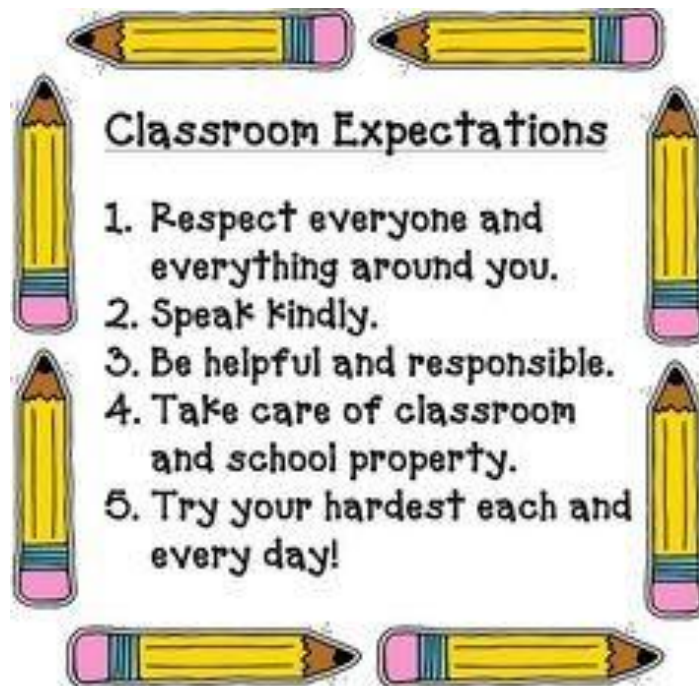 Classroom Expectations
1. Respect everyone and
everything around you.
2. Speak kindly.
3. Be helpful and responsible.
4. Take care of classroom
and school property.
5. Try your hardest each and
every day!